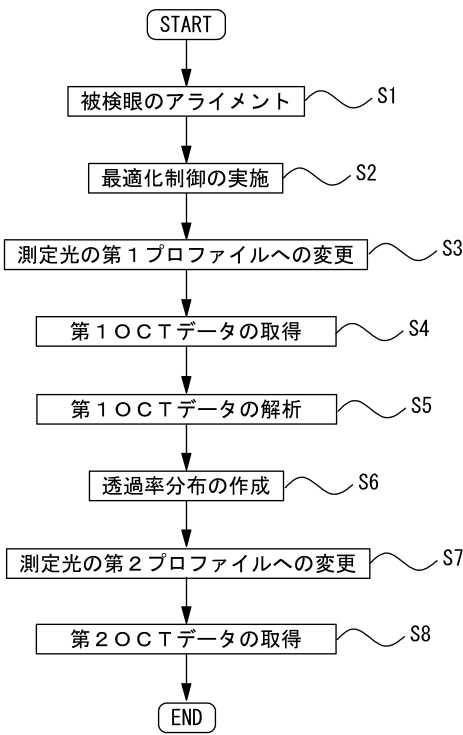 START
被検眼のアライメント S1
最適化制御の実施 S2
測定光の第１プロファイルへの変更 S3
第１ＯＣＴデータの取得 S4
第１ＯＣＴデータの解析 S5
透過率分布の作成 S6
測定光の第２プロファイルへの変更 S7
第２ＯＣＴデータの取得 S8
END